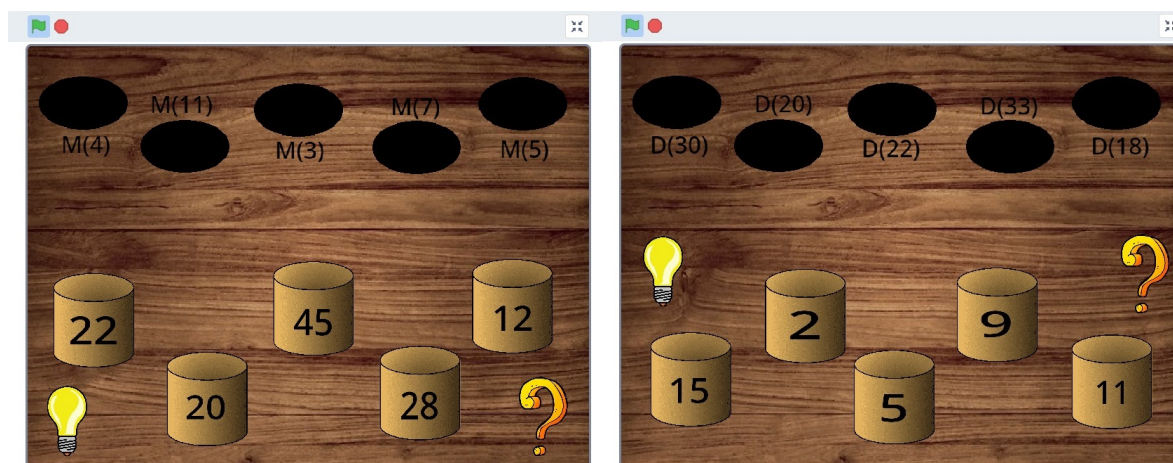 M(11) M(7)
M(4) M(3) M(5)
22 45 12
20 28
D(20) D(33)
D(30) D(22) D(18)
2 9
15 5 11